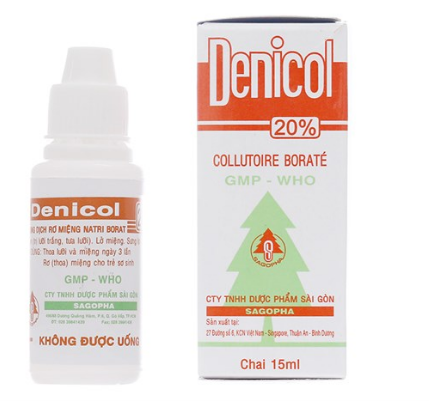 Denicol
DỊCH RƠ MIỆNG NATRI BORAT
lưỡi trắng, tưa lưỡi). Lở miệng.
Thoa lưỡi và miệng ngày 3 lần
Rơ (thoa) miệng cho trẻ sơ sinh
GMP - WHO
CTY TNHH DƯỢC PHẨM SÀI GÒN
SAGOPHA
KHÔNG ĐƯỢC UỐNG
Denicol
20%
COLLUTOIRE BORATÉ
GMP - WHO
SAGOPHA
CTY TNHH DƯỢC PHẨM SÀI GÒN
SAGOPHA
Sản xuất tại:
27 Đường số 6, KCN Việt Nam - Singapore, Thuận An - Bình Dương
Chai 15ml